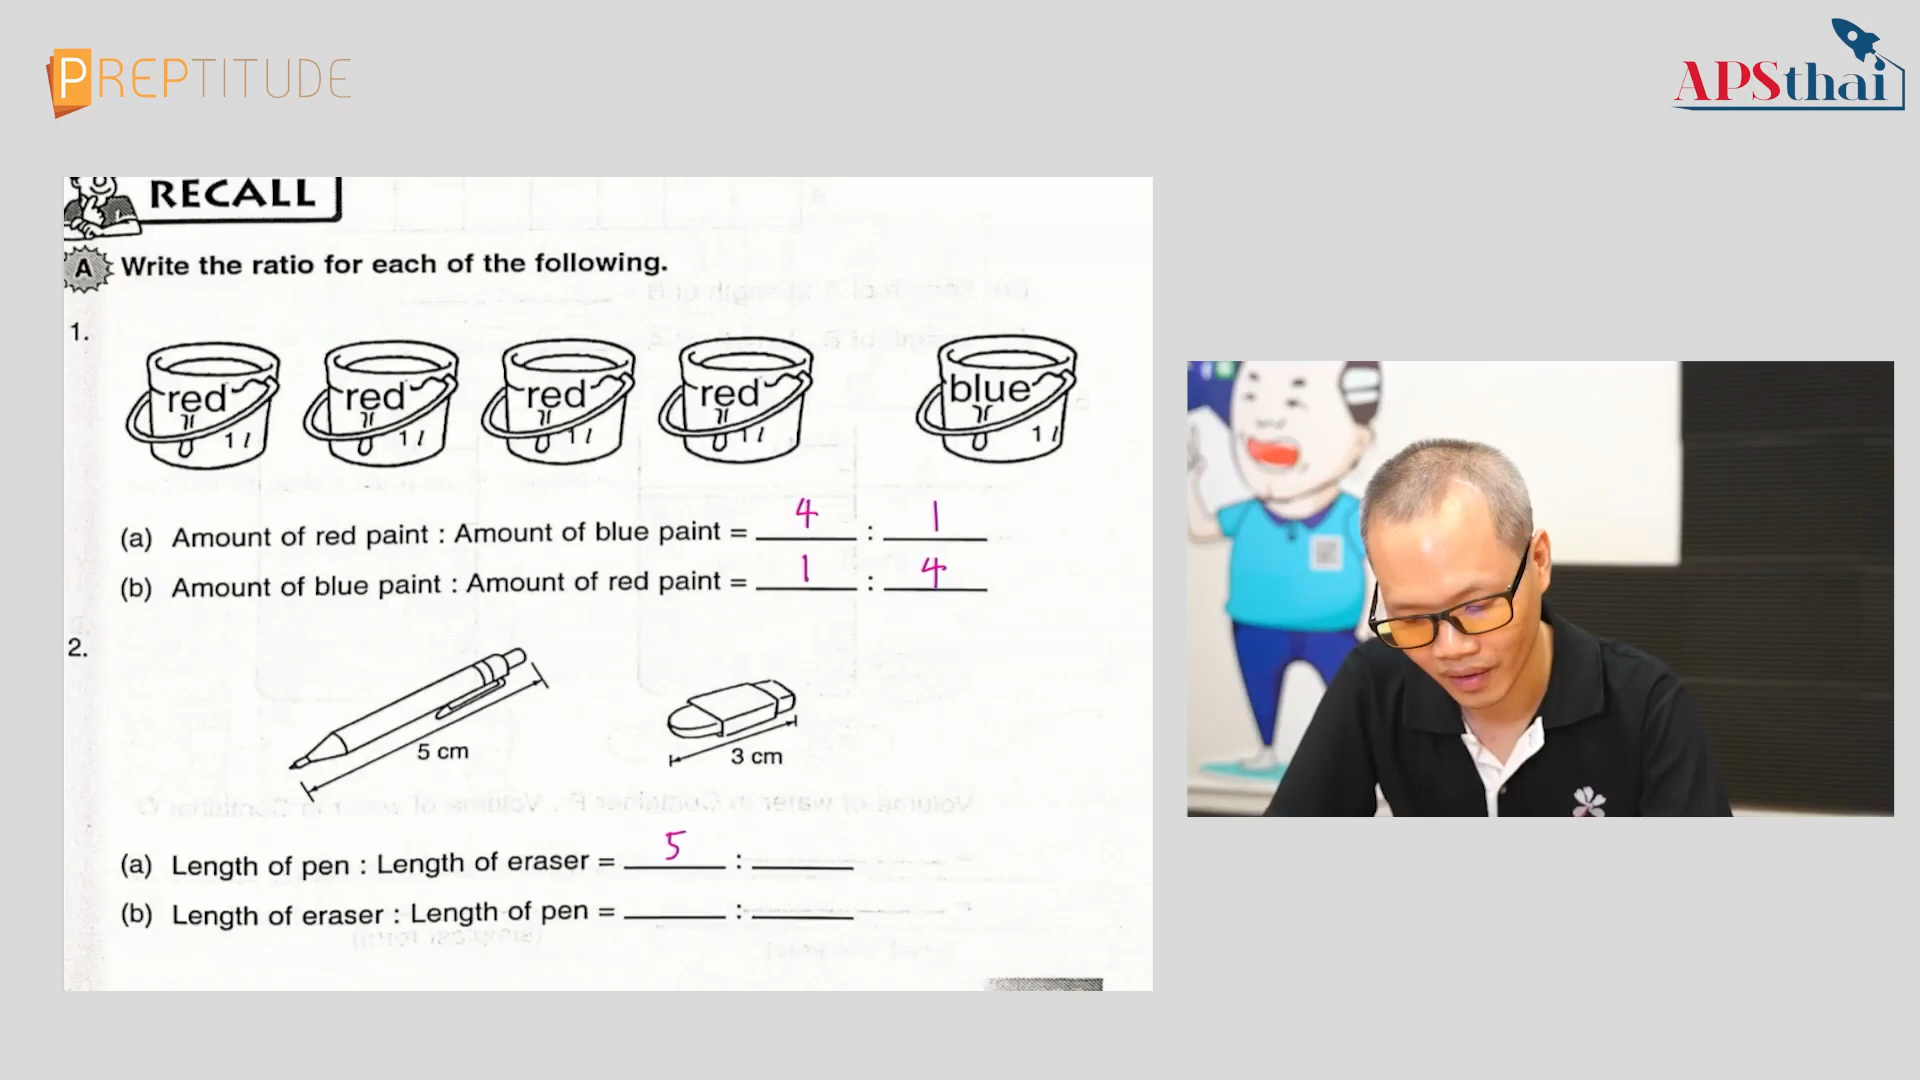 PREPTITUDE
APSthai
RECALL
A Write the ratio for each of the following.
1.
red red red red blue
1 l 1 l 1 l 1 l 1 l
(a) Amount of red paint : Amount of blue paint = 4 : 1
(b) Amount of blue paint : Amount of red paint = 1 : 4
2.
5 cm
3 cm
(a) Length of pen : Length of eraser = 5 : ____
(b) Length of eraser : Length of pen = ____ : ____